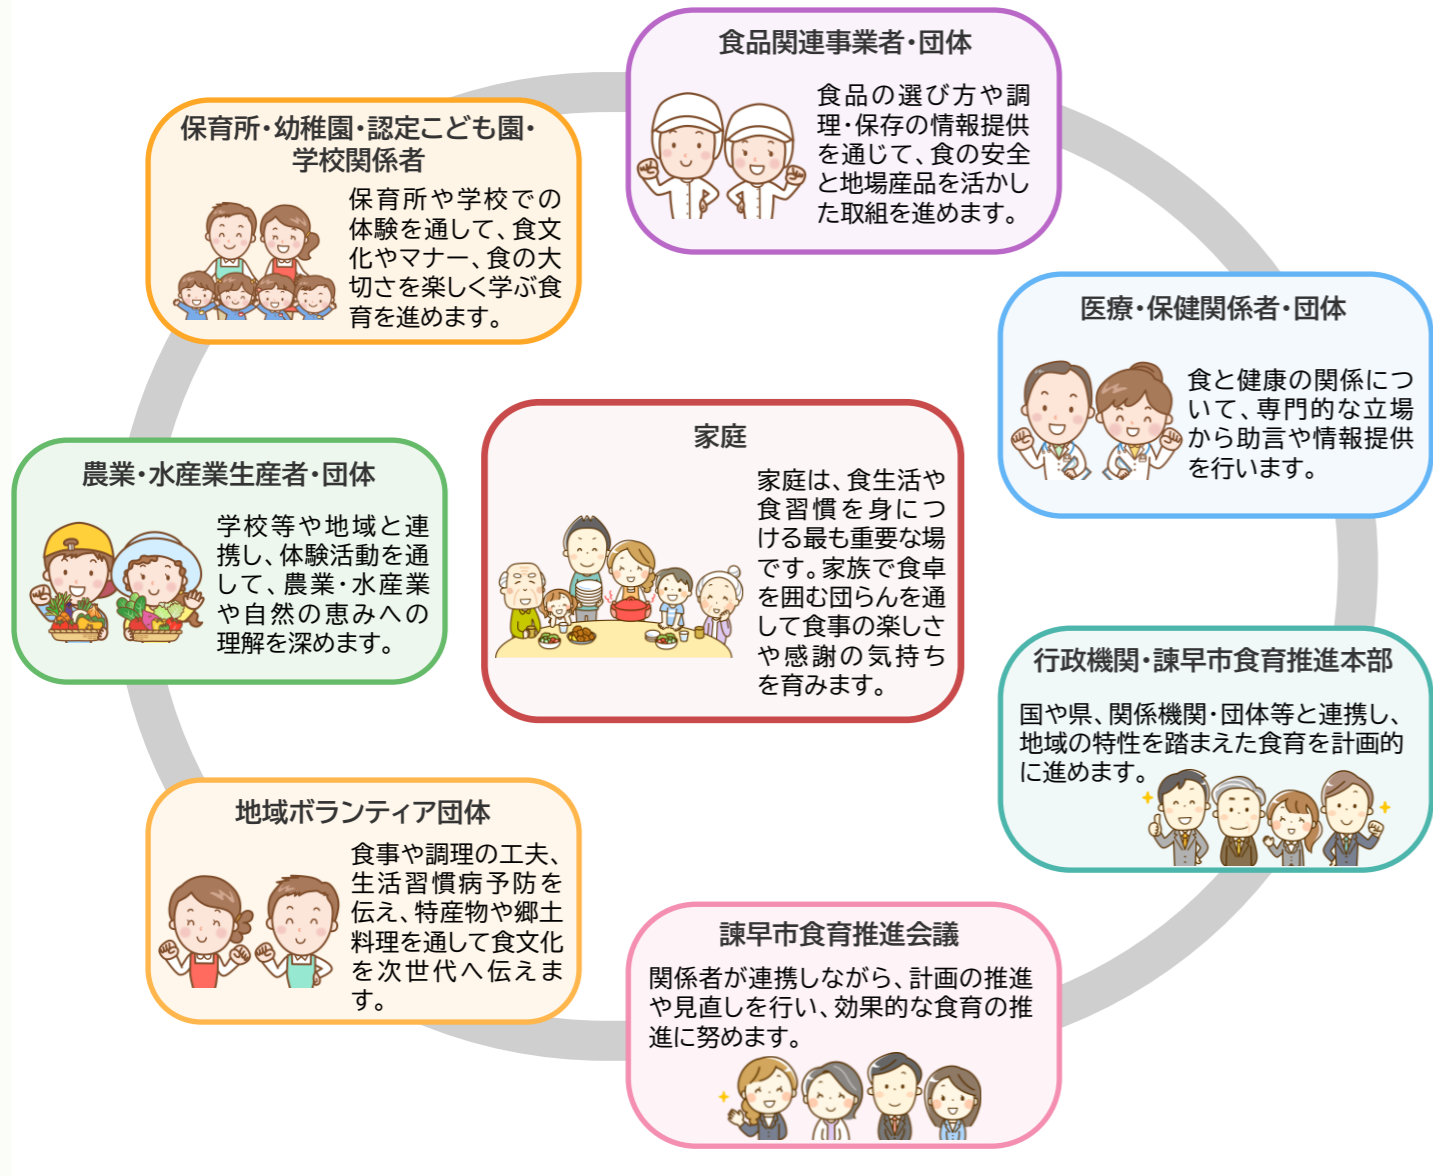 食品関連事業者・団体
食品の選び方や調
理・保存の情報提供
を通じて、食の安全
と地場産品を活かし
た取組を進めます。
保育所・幼稚園・認定こども園・
学校関係者
保育所や学校での
体験を通して、食文
化やマナー、食の大
切さを楽しく学ぶ食
育を進めます。
医療・保健関係者・団体
食と健康の関係につ
いて、専門的な立場
から助言や情報提供
を行います。
家庭
家庭は、食生活や
食習慣を身につ
ける最も重要な場
です。家族で食卓
を囲む団らんを通
して食事の楽しさ
や感謝の気持ち
を育みます。
農業・水産業生産者・団体
学校等や地域と連
携し、体験活動を通
して、農業・水産業
や自然の恵みへの
理解を深めます。
行政機関・諫早市食育推進本部
国や県、関係機関・団体等と連携し、
地域の特性を踏まえた食育を計画的
に進めます。
地域ボランティア団体
食事や調理の工夫、
生活習慣病予防を
伝え、特産物や郷土
料理を通して食文化
を次世代へ伝えま
す。
諫早市食育推進会議
関係者が連携しながら、計画の推進
や見直しを行い、効果的な食育の推
進に努めます。